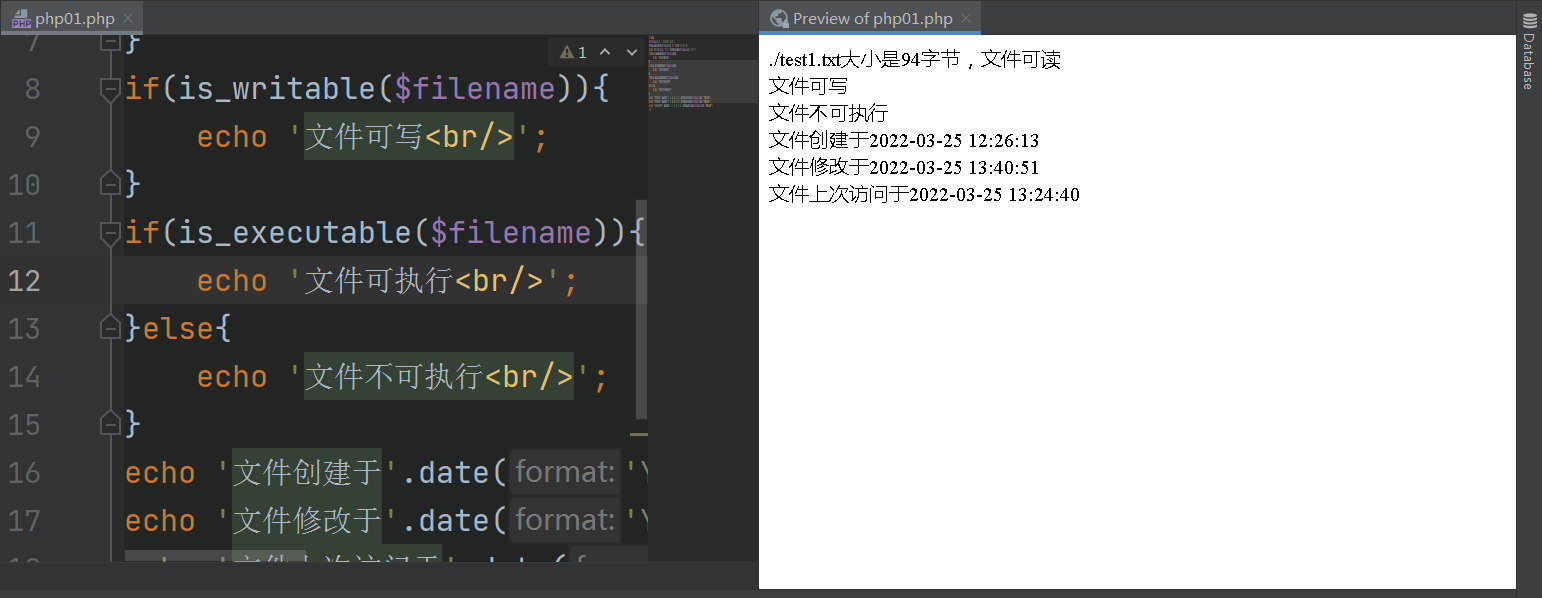 php01.php
7 }
1
8 if(is_writable($filename)){
9 echo '文件可写<br/>';
10 }
11 if(is_executable($filename)){
12 echo '文件可执行<br/>';
13 }else{
14 echo '文件不可执行<br/>';
15 }
16 echo '文件创建于'.date( format: 'Y
17 echo '文件修改于'.date( format: 'Y
Preview of php01.php
./test1.txt大小是94字节，文件可读
文件可写
文件不可执行
文件创建于2022-03-25 12:26:13
文件修改于2022-03-25 13:40:51
文件上次访问于2022-03-25 13:24:40
Database